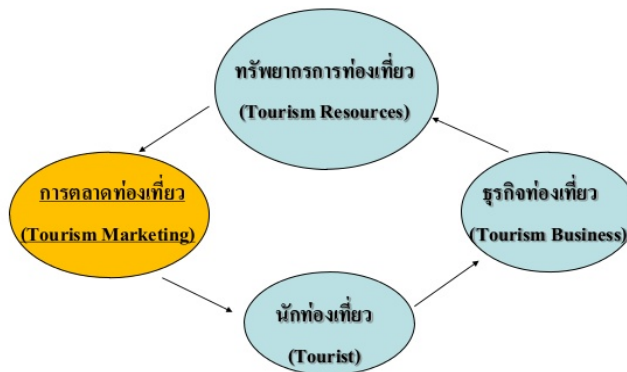 ทรัพยากรการท่องเที่ยว
(Tourism Resources)
การตลาดท่องเที่ยว
(Tourism Marketing)
ธุรกิจท่องเที่ยว
(Tourism Business)
นักท่องเที่ยว
(Tourist)